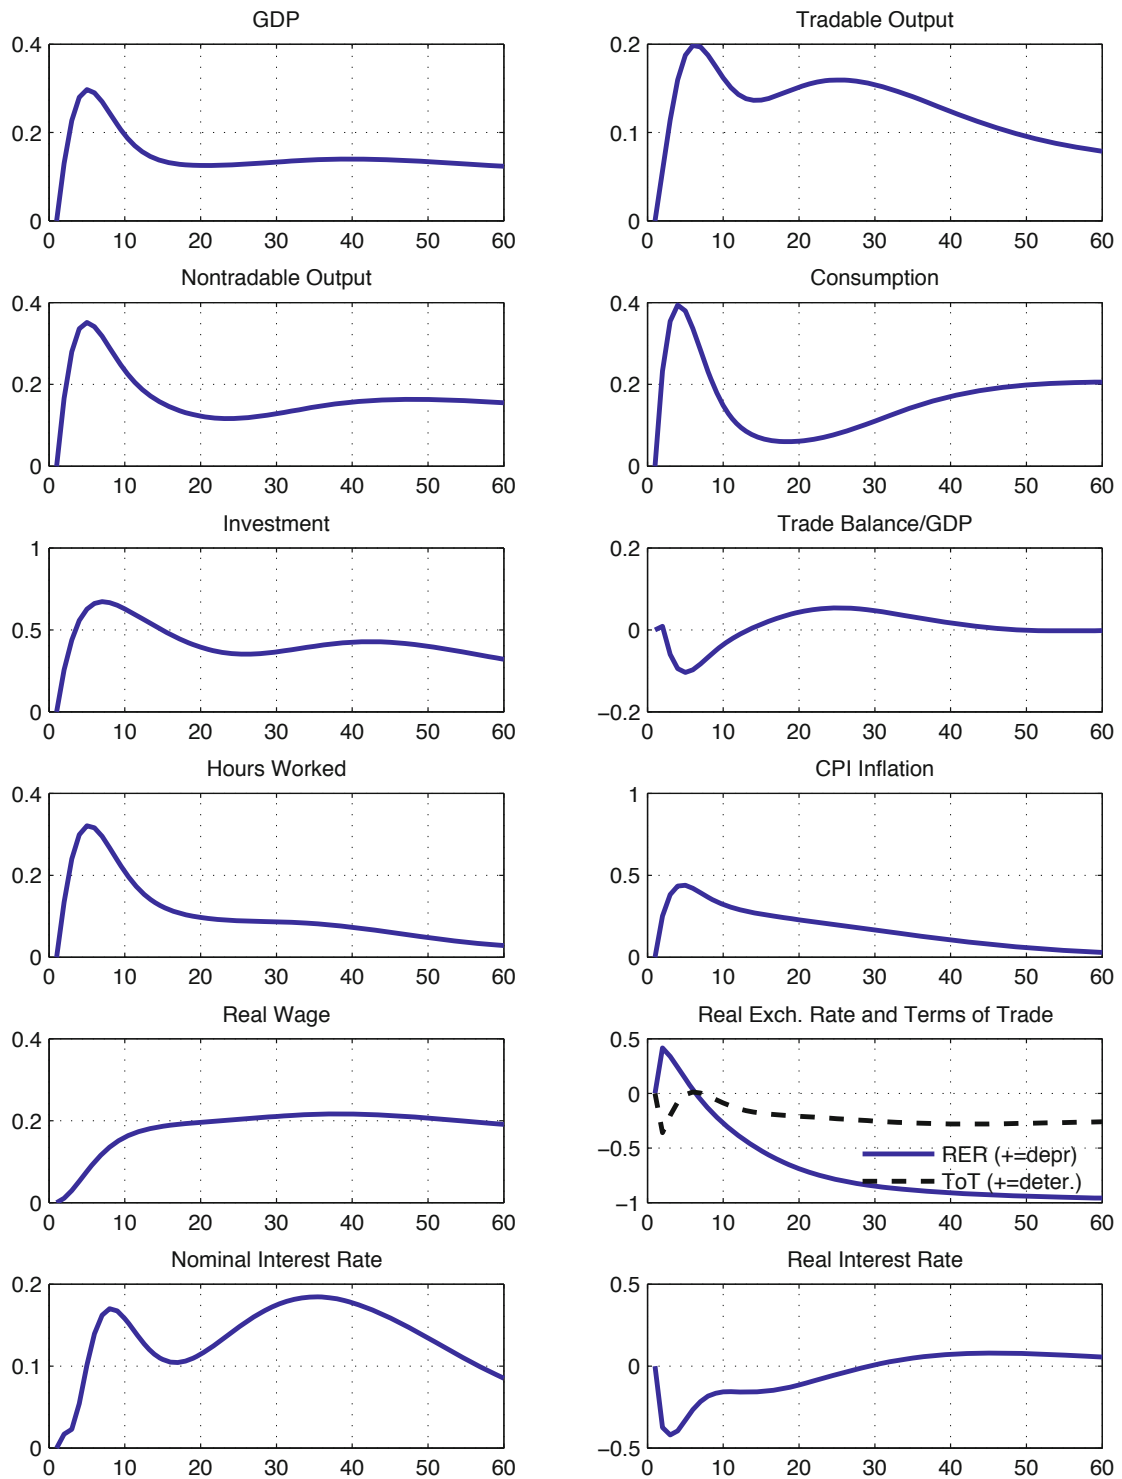 GDP
0.4
0.2
0
0 10 20 30 40 50 60
Tradable Output
0.2
0.1
0
0 10 20 30 40 50 60
Nontradable Output
0.4
0.2
0
0 10 20 30 40 50 60
Consumption
0.4
0.2
0
0 10 20 30 40 50 60
Investment
1
0.5
0
0 10 20 30 40 50 60
Trade Balance/GDP
0.2
0
−0.2
0 10 20 30 40 50 60
Hours Worked
0.4
0.2
0
0 10 20 30 40 50 60
CPI Inflation
1
0.5
0
0 10 20 30 40 50 60
Real Wage
0.4
0.2
0
0 10 20 30 40 50 60
Real Exch. Rate and Terms of Trade
0.5
0
−0.5
−1
RER (+=depr)
ToT (+=deter.)
0 10 20 30 40 50 60
Nominal Interest Rate
0.2
0.1
0
0 10 20 30 40 50 60
Real Interest Rate
0.5
0
−0.5
0 10 20 30 40 50 60